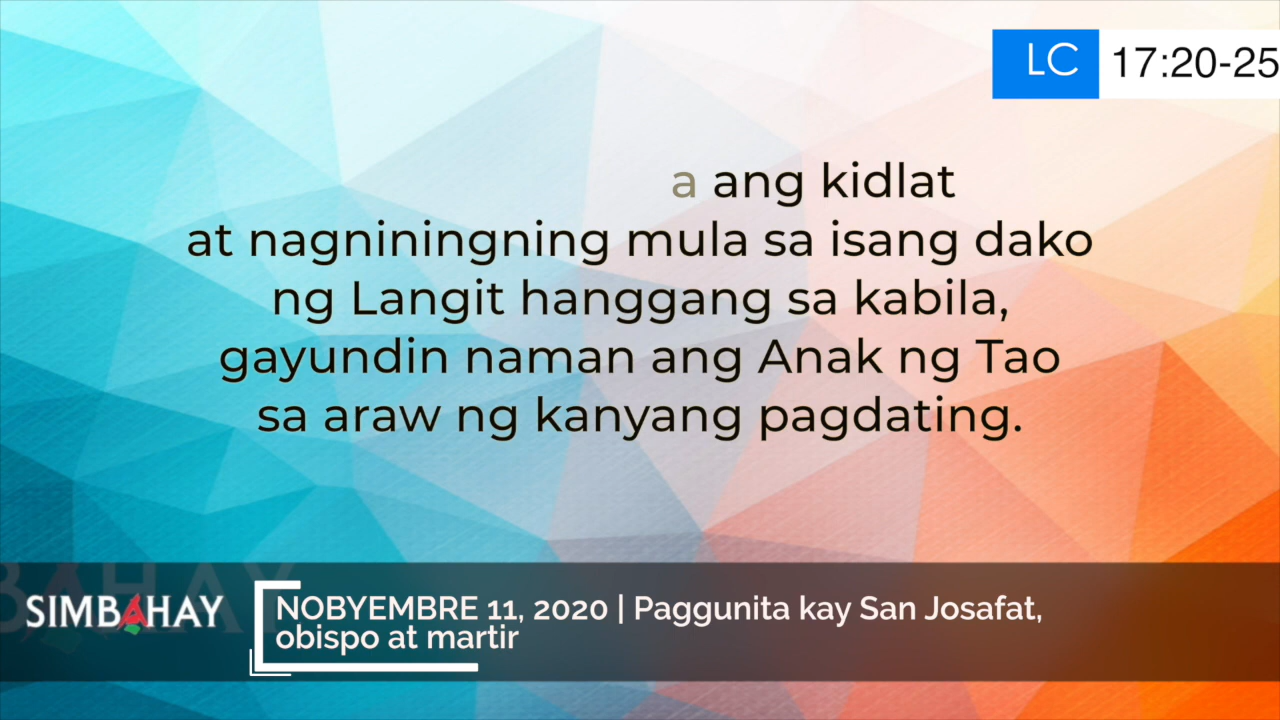 LC 17:20-25
a ang kidlat
at nagniningning mula sa isang dako
ng Langit hanggang sa kabila,
gayundin naman ang Anak ng Tao
sa araw ng kanyang pagdating.
SIMBAHAY
NOBYEMBRE 11, 2020 | Paggunita kay San Josafat,
obispo at martir